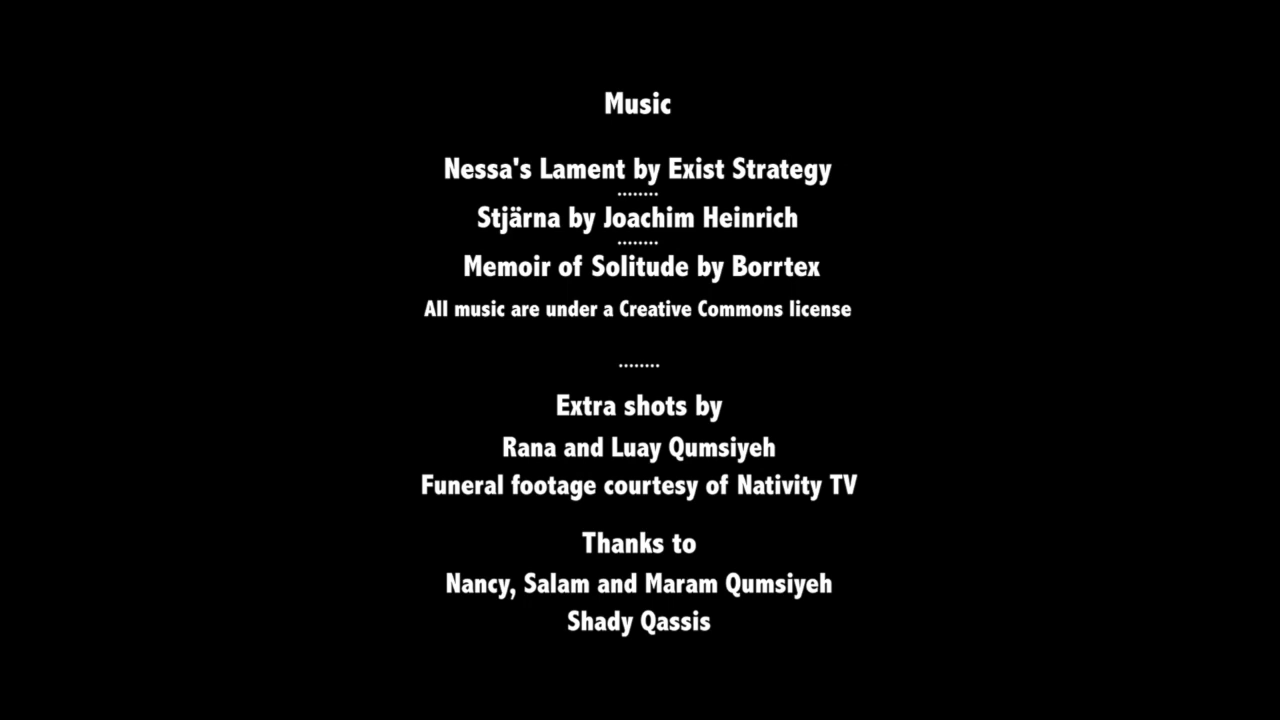 Music
Nessa's Lament by Exist Strategy
........
Stjärna by Joachim Heinrich
........
Memoir of Solitude by Borrtex
All music are under a Creative Commons license
........
Extra shots by
Rana and Luay Qumsiyeh
Funeral footage courtesy of Nativity TV
Thanks to
Nancy, Salam and Maram Qumsiyeh
Shady Qassis